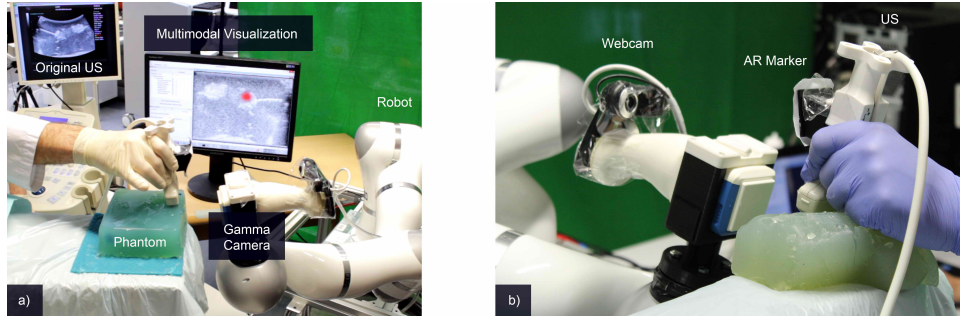 Original US
Multimodal Visualization
Robot
Gamma
Camera
Phantom
a)
Webcam
AR Marker
US
b)